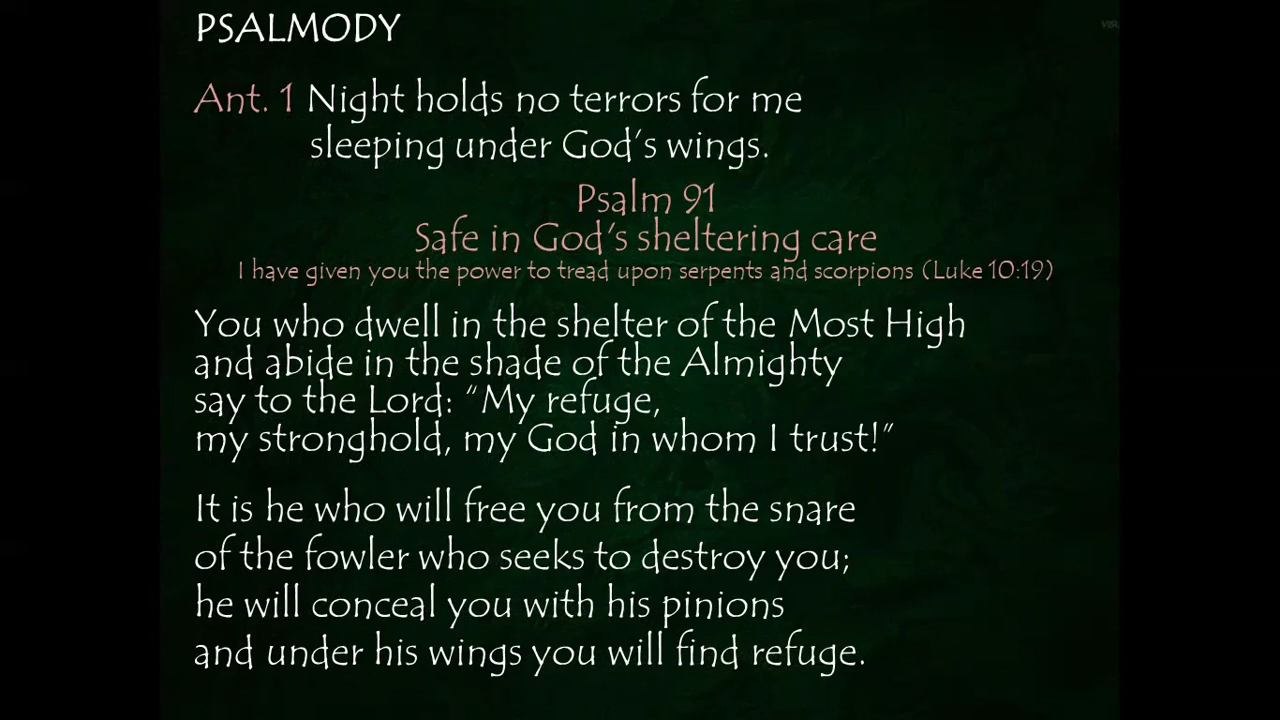 PSALMODY
Ant. 1 Night holds no terrors for me
sleeping under God's wings.
Psalm 91
Safe in God's sheltering care
I have given you the power to tread upon serpents and scorpions (Luke 10:19)
You who dwell in the shelter of the Most High
and abide in the shade of the Almighty
say to the Lord: “My refuge,
my stronghold, my God in whom I trust!”
It is he who will free you from the snare
of the fowler who seeks to destroy you;
he will conceal you with his pinions
and under his wings you will find refuge.